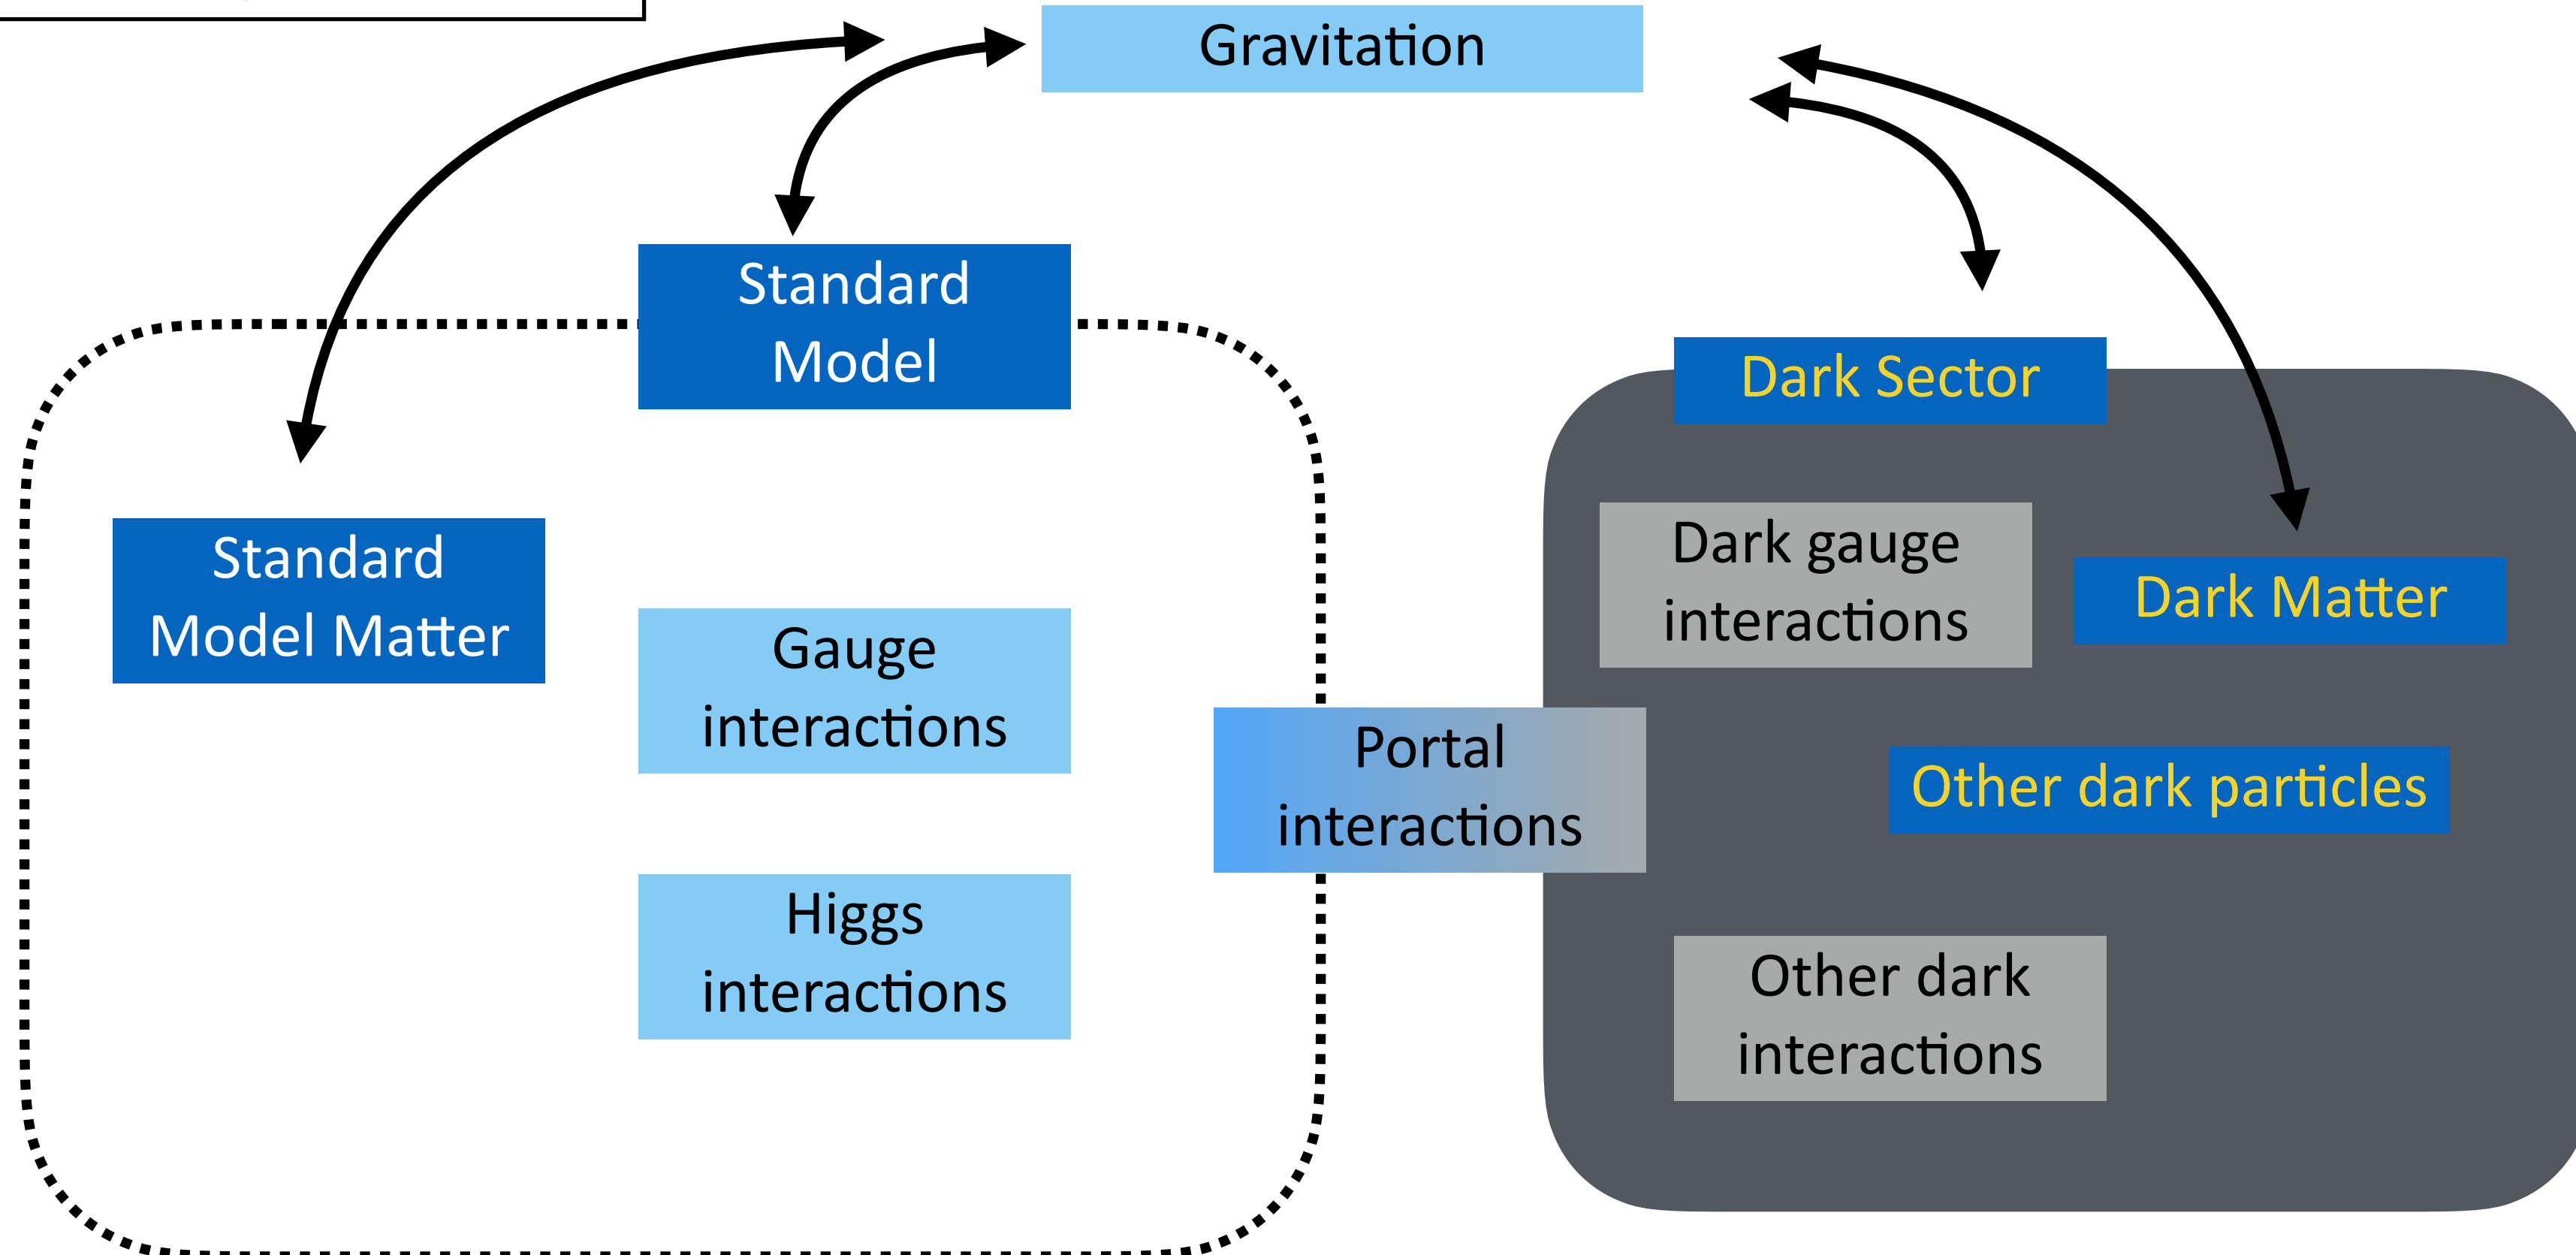 Gravitation
Standard
Model
Dark Sector
Standard
Model Matter
Gauge
interactions
Higgs
interactions
Portal
interactions
Dark gauge
interactions
Dark Matter
Other dark particles
Other dark
interactions